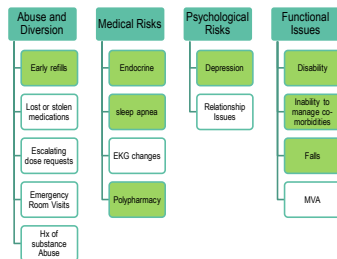 Abuse and
Diversion
Early refills
Lost or stolen
medications
Escalating
dose requests
Emergency
Room Visits
Hx of
substance
Abuse
Medical Risks
Endocrine
sleep apnea
EKG changes
Polypharmacy
Psychological
Risks
Depression
Relationship
Issues
Functional
Issues
Disability
Inability to
manage co-
morbidities
Falls
MVA